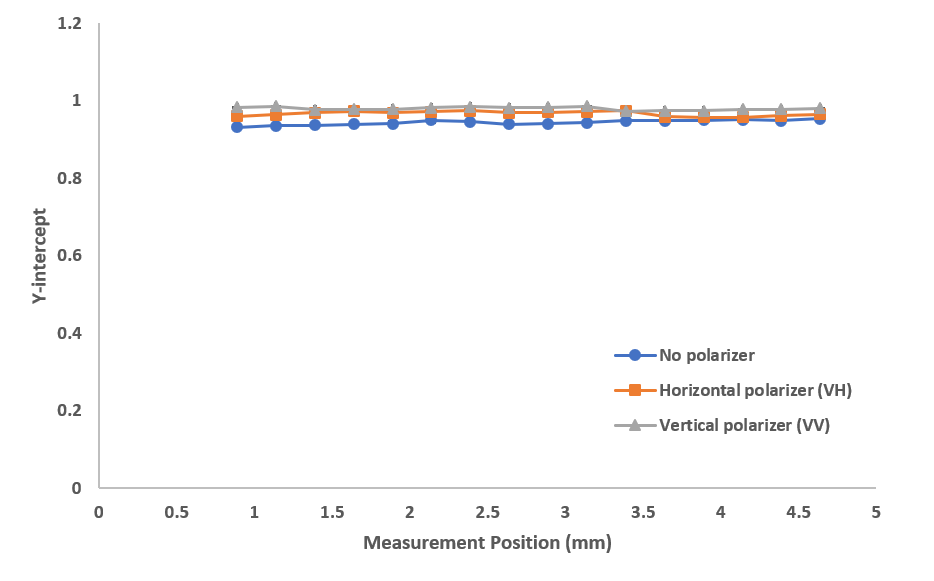 1.2
1
0.8
0.6
0.4
0.2
0
Y-intercept
No polarizer
Horizontal polarizer (VH)
Vertical polarizer (VV)
0 0.5 1 1.5 2 2.5 3 3.5 4 4.5 5
Measurement Position (mm)